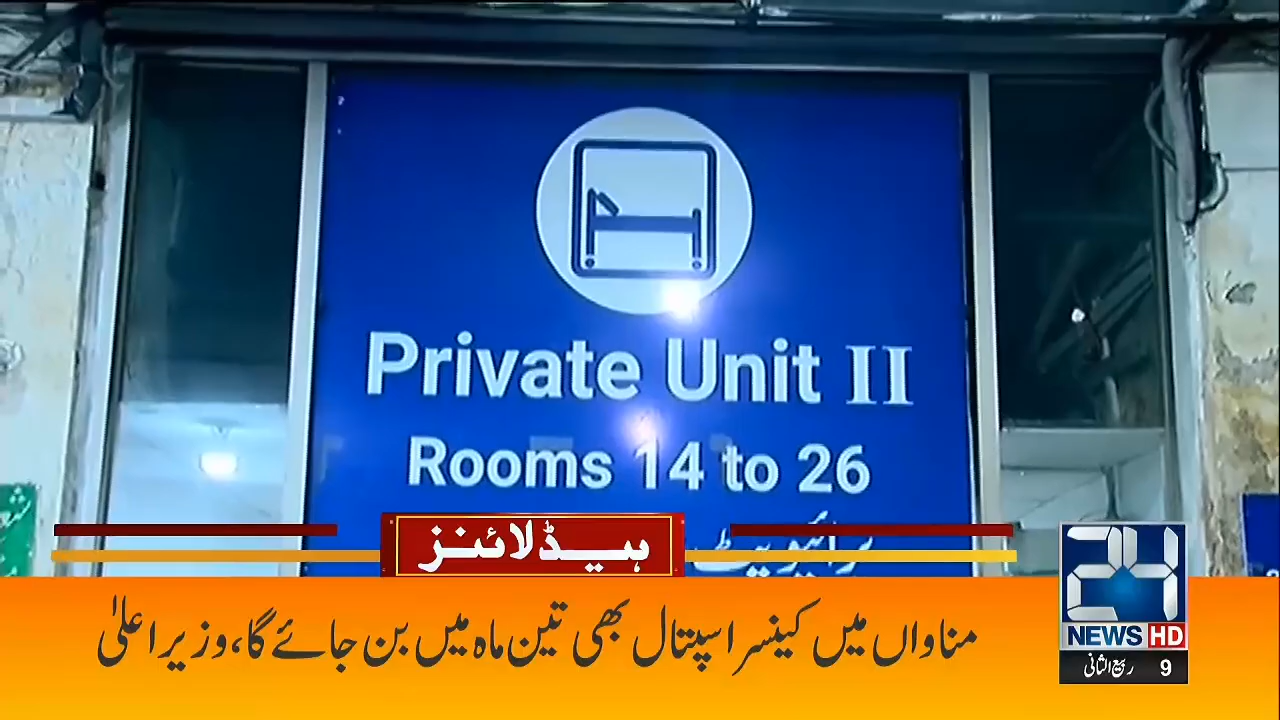 Private Unit II
Rooms 14 to 26
پرائیویٹ
ہیڈلائنز
مناواں میں کینسر اسپتال بھی تین ماہ میں بن جائے گا، وزیراعلیٰ
24
NEWS HD
9 ربیع الثانی